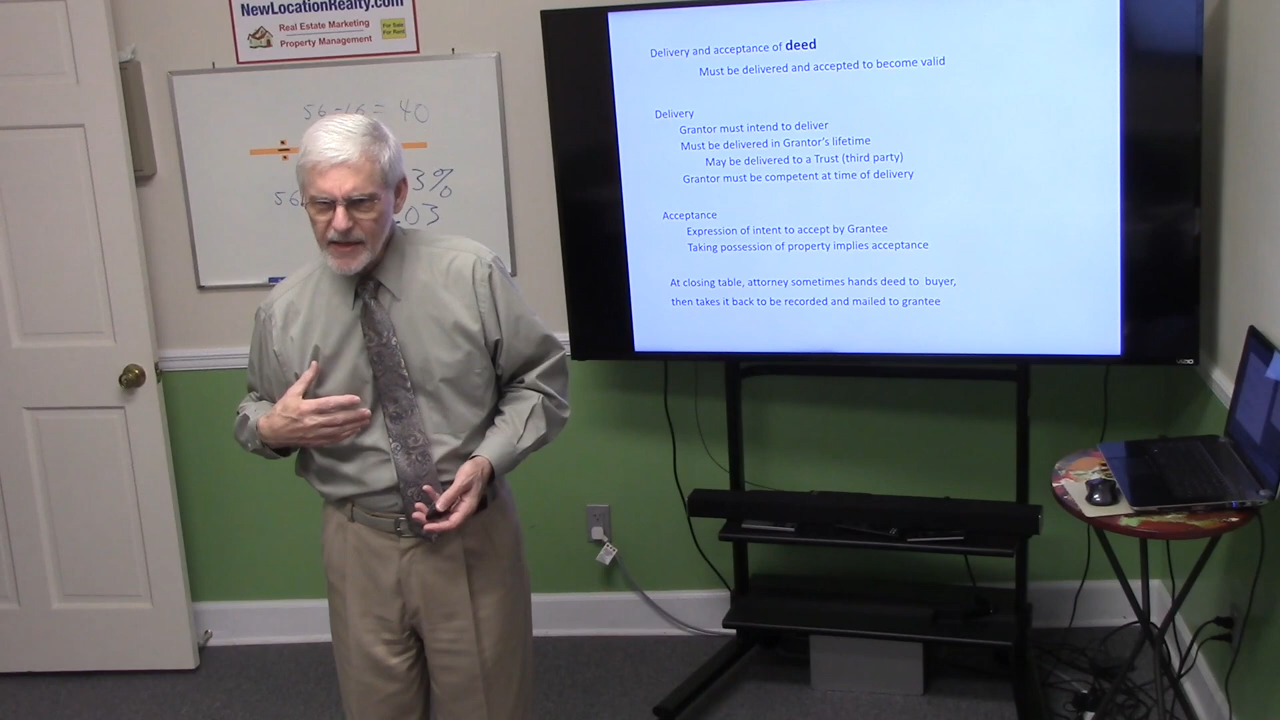 NewLocationRealty.com
Real Estate Marketing
Property Management
For Sale
For Rent
56-16= 40
3%
56
.03
Delivery and acceptance of deed
Must be delivered and accepted to become valid
Delivery
Grantor must intend to deliver
Must be delivered in Grantor's lifetime
May be delivered to a Trust (third party)
Grantor must be competent at time of delivery
Acceptance
Expression of intent to accept by Grantee
Taking possession of property implies acceptance
At closing table, attorney sometimes hands deed to buyer,
then takes it back to be recorded and mailed to grantee
VIZIO